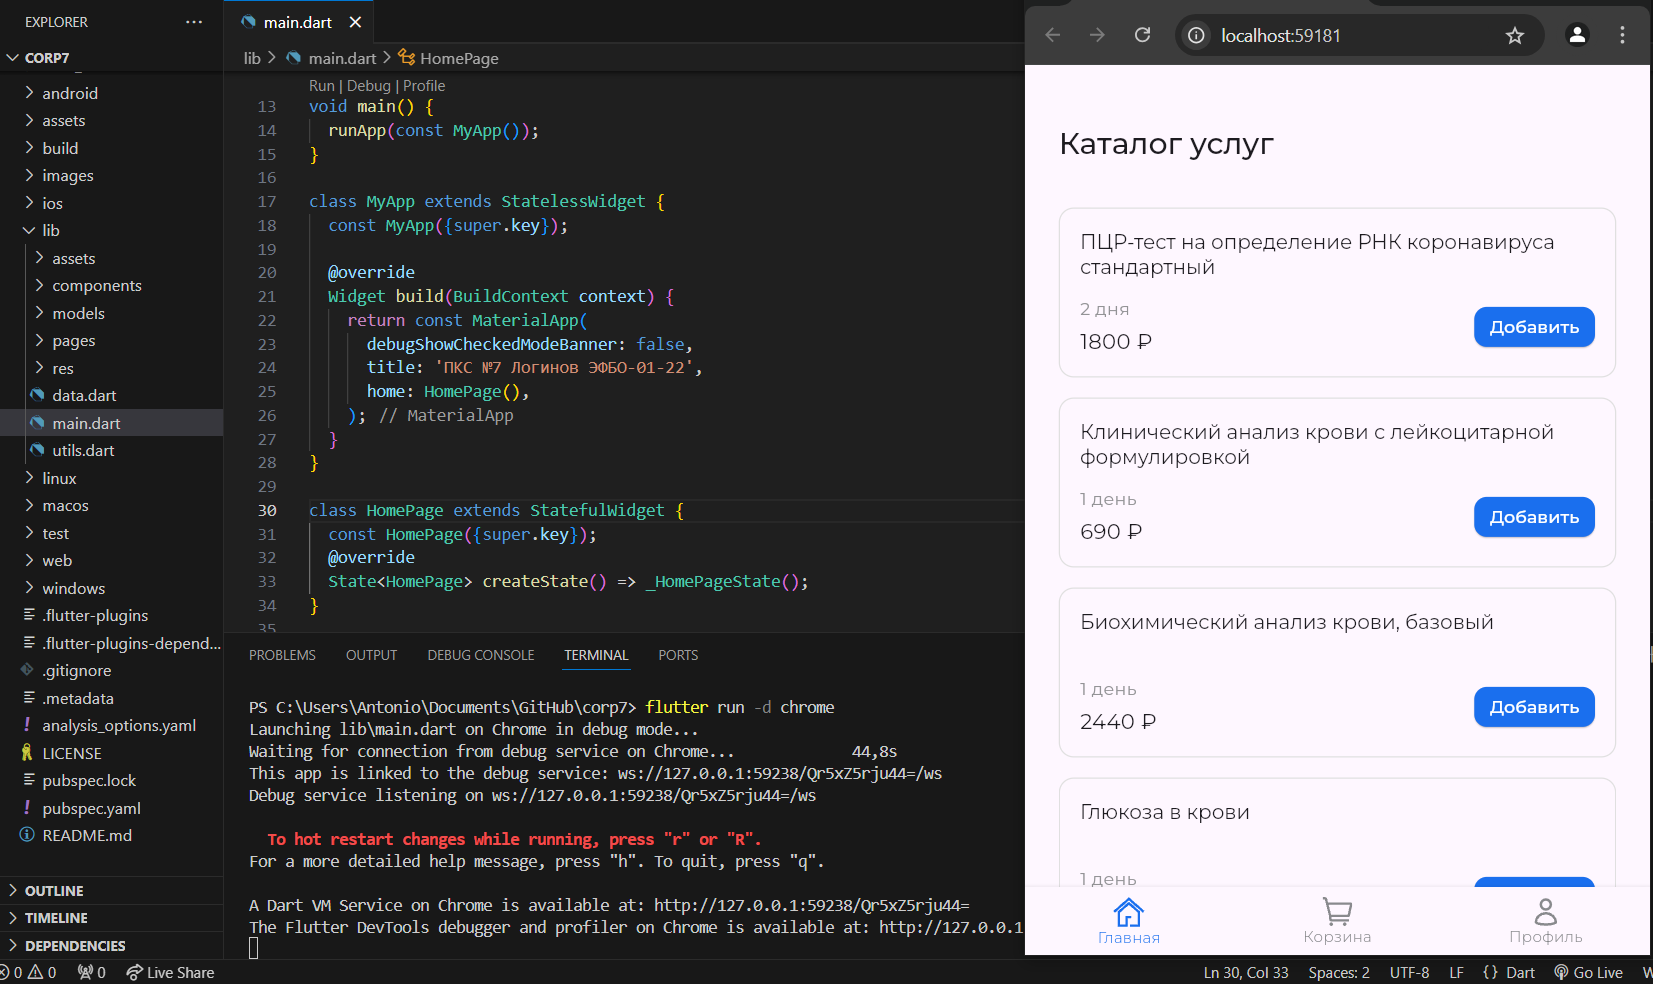 EXPLORER
···
CORP7
android
assets
build
images
ios
lib
assets
components
models
pages
res
data.dart
main.dart
utils.dart
linux
macos
test
web
windows
.flutter-plugins
.flutter-plugins-depend...
.gitignore
.metadata
! analysis_options.yaml
LICENSE
pubspec.lock
! pubspec.yaml
README.md
OUTLINE
TIMELINE
DEPENDENCIES
main.dart
lib > main.dart > HomePage
Run | Debug | Profile
13 void main() {
14 runApp(const MyApp());
15 }
16
17 class MyApp extends StatelessWidget {
18 const MyApp({super.key});
19
20 @override
21 Widget build(BuildContext context) {
22 return const MaterialApp(
23 debugShowCheckedModeBanner: false,
24 title: 'ПКС №7 Логинов ЭФБО-01-22',
25 home: HomePage(),
26 ); // MaterialApp
27 }
28 }
29
30 class HomePage extends StatefulWidget {
31 const HomePage({super.key});
32 @override
33 State<HomePage> createState() => _HomePageState();
34 }
35
PROBLEMS OUTPUT DEBUG CONSOLE TERMINAL PORTS
PS C:\Users\Antonio\Documents\GitHub\corp7> flutter run -d chrome
Launching lib\main.dart on Chrome in debug mode...
Waiting for connection from debug service on Chrome... 44,8s
This app is linked to the debug service: ws://127.0.0.1:59238/Qr5xZ5rju44=/ws
Debug service listening on ws://127.0.0.1:59238/Qr5xZ5rju44=/ws
To hot restart changes while running, press "r" or "R".
For a more detailed help message, press "h". To quit, press "q".
A Dart VM Service on Chrome is available at: http://127.0.0.1:59238/Qr5xZ5rju44=
The Flutter DevTools debugger and profiler on Chrome is available at: http://127.0.0.1
localhost:59181
Каталог услуг
ПЦР-тест на определение РНК коронавируса
стандартный
2 дня
1800 ₽
Добавить
Клинический анализ крови с лейкоцитарной
формулировкой
1 день
690 ₽
Добавить
Биохимический анализ крови, базовый
1 день
2440 ₽
Добавить
Глюкоза в крови
1 день
Главная
Корзина
Профиль
0 0 0 Live Share
Ln 30, Col 33 Spaces: 2 UTF-8 LF {} Dart Go Live